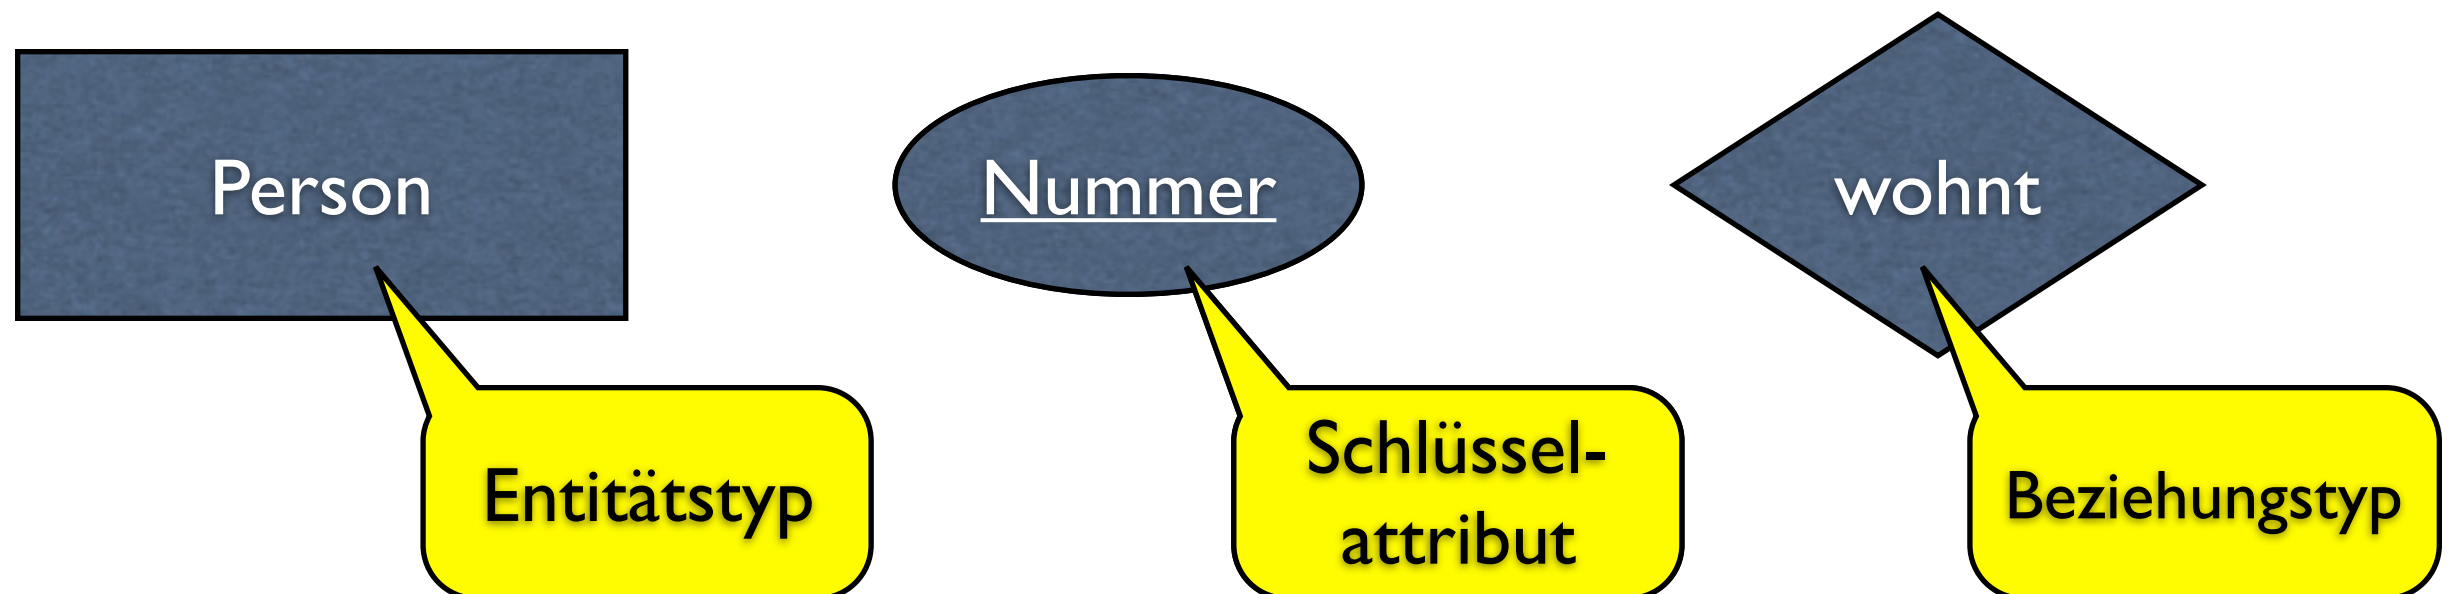 Person
Nummer
wohnt
Entitätstyp
Schlüssel-
attribut
Beziehungstyp